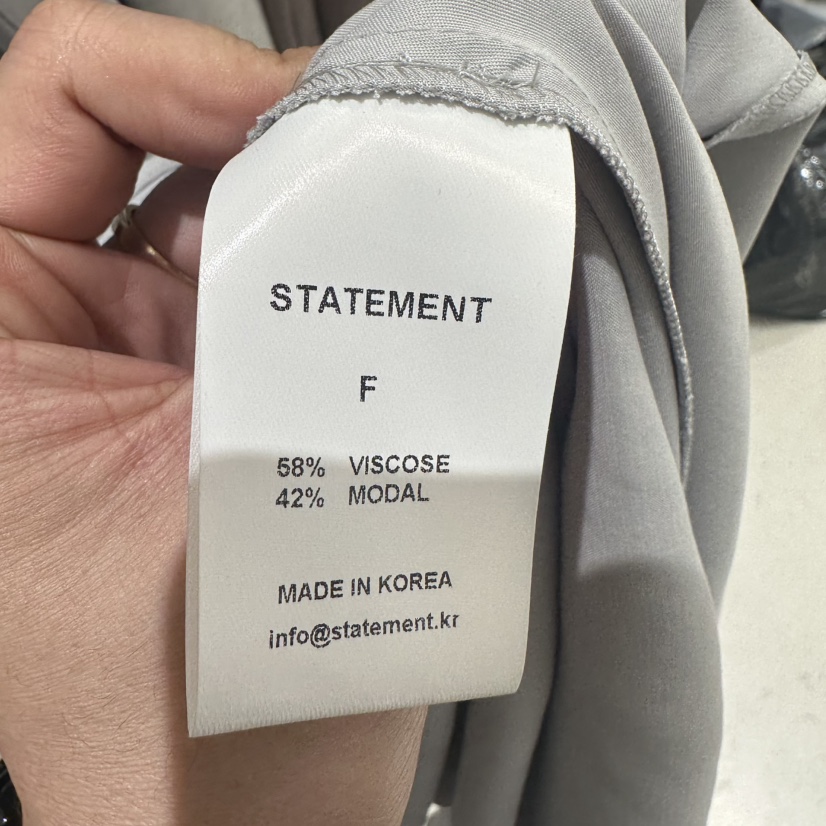 STATEMENT
F
58% VISCOSE
42% MODAL
MADE IN KOREA
info@statement.kr